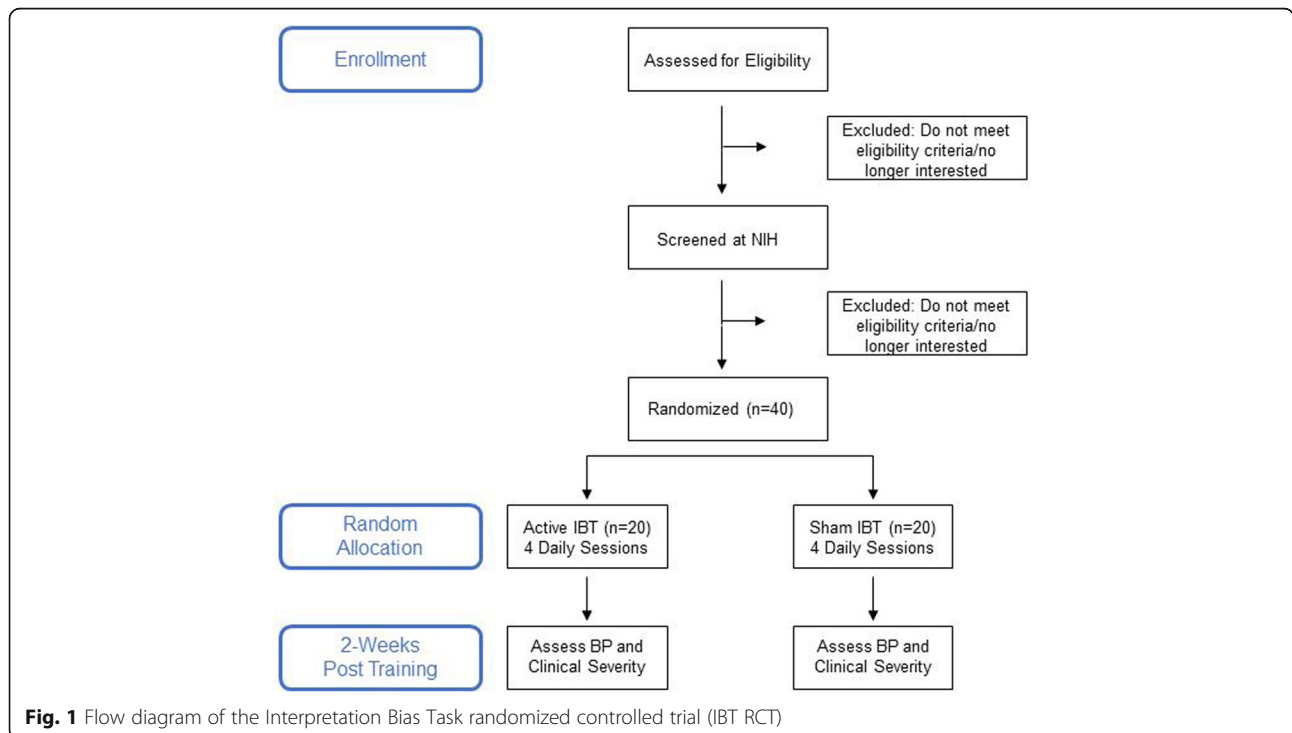 Enrollment
Assessed for Eligibility
Excluded: Do not meet
eligibility criteria/no
longer interested
Screened at NIH
Excluded: Do not meet
eligibility criteria/no
longer interested
Randomized (n=40)
Random
Allocation
Active IBT (n=20)
4 Daily Sessions
Sham IBT (n=20)
4 Daily Sessions
2-Weeks
Post Training
Assess BP and
Clinical Severity
Assess BP and
Clinical Severity
Fig. 1 Flow diagram of the Interpretation Bias Task randomized controlled trial (IBT RCT)